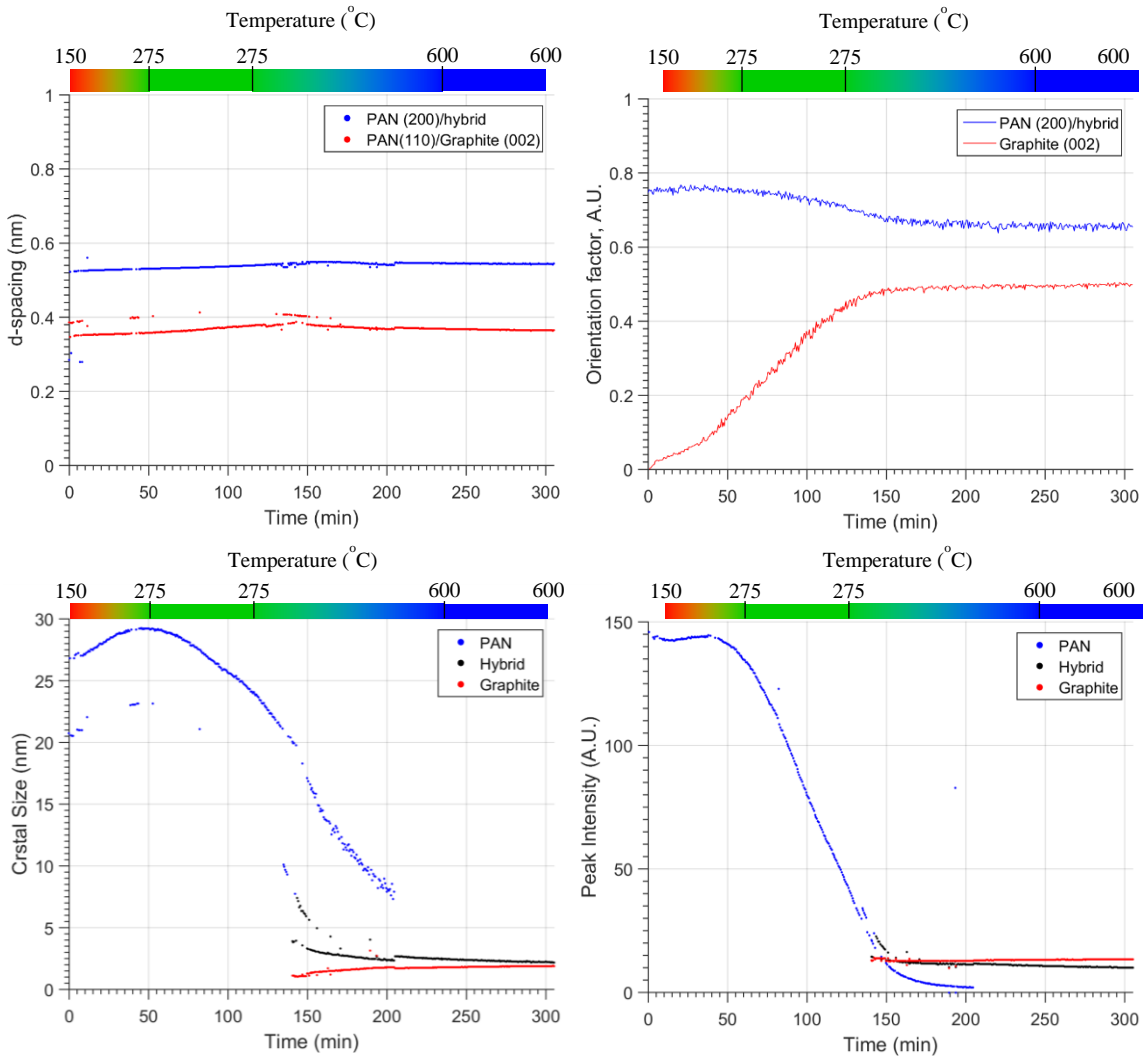 Temperature (°C)
150 275 275 600 600
1
0.8
0.6
0.4
0.2
0
d-spacing (nm)
PAN (200)/hybrid
PAN(110)/Graphite (002)
0 50 100 150 200 250 300
Time (min)
Temperature (°C)
150 275 275 600 600
1
0.8
0.6
0.4
0.2
0
Orientation factor, A.U.
PAN (200)/hybrid
Graphite (002)
0 50 100 150 200 250 300
Time (min)
Temperature (°C)
150 275 275 600 600
30
25
20
15
10
5
0
Crstal Size (nm)
PAN
Hybrid
Graphite
0 50 100 150 200 250 300
Time (min)
Temperature (°C)
150 275 275 600 600
150
100
50
0
Peak Intensity (A.U.)
PAN
Hybrid
Graphite
0 50 100 150 200 250 300
Time (min)